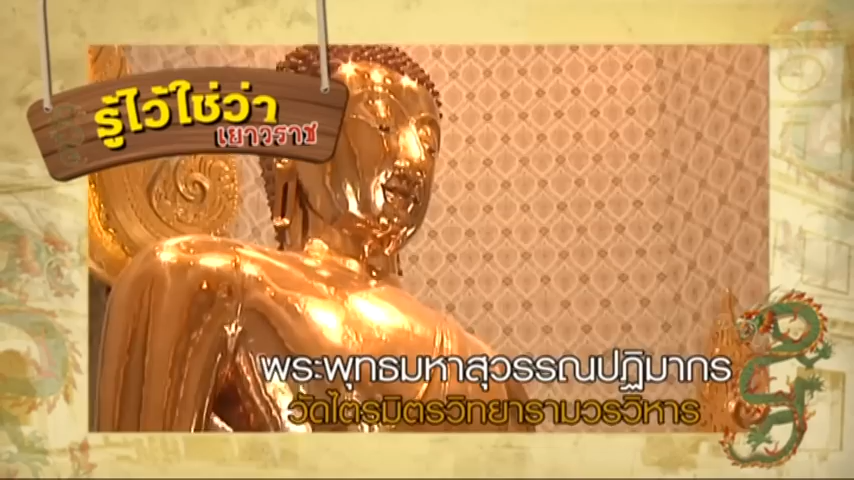 รู้ไว้ใช่ว่า
เยาวราช
พระพุทธมหาสุวรรณปฏิมากร
วัดไตรมิตรวิทยารามวรวิหาร